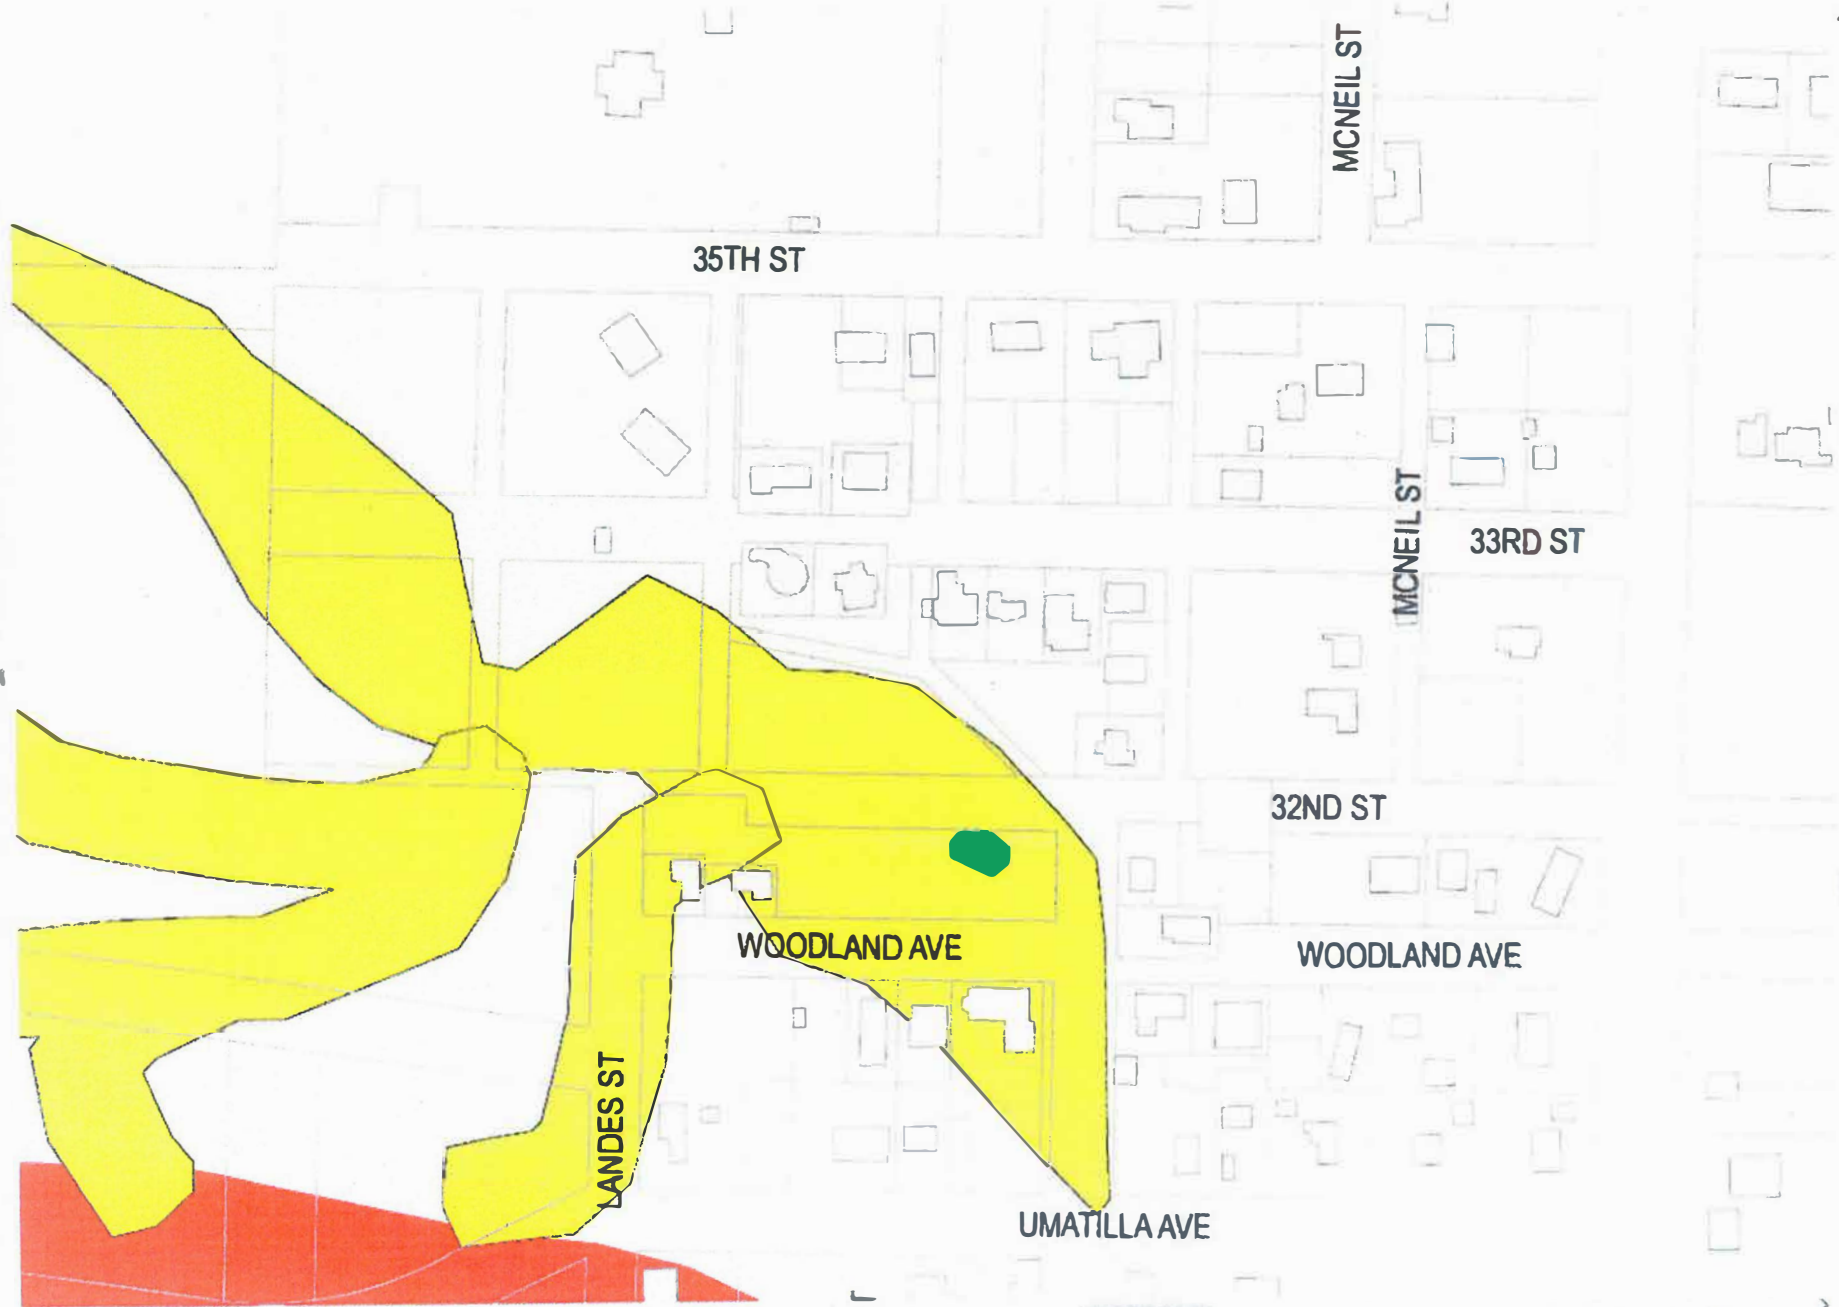 MCNEIL ST
35TH ST
MCNEIL ST
33RD ST
32ND ST
WOODLAND AVE
WOODLAND AVE
LANDES ST
UMATILLA AVE